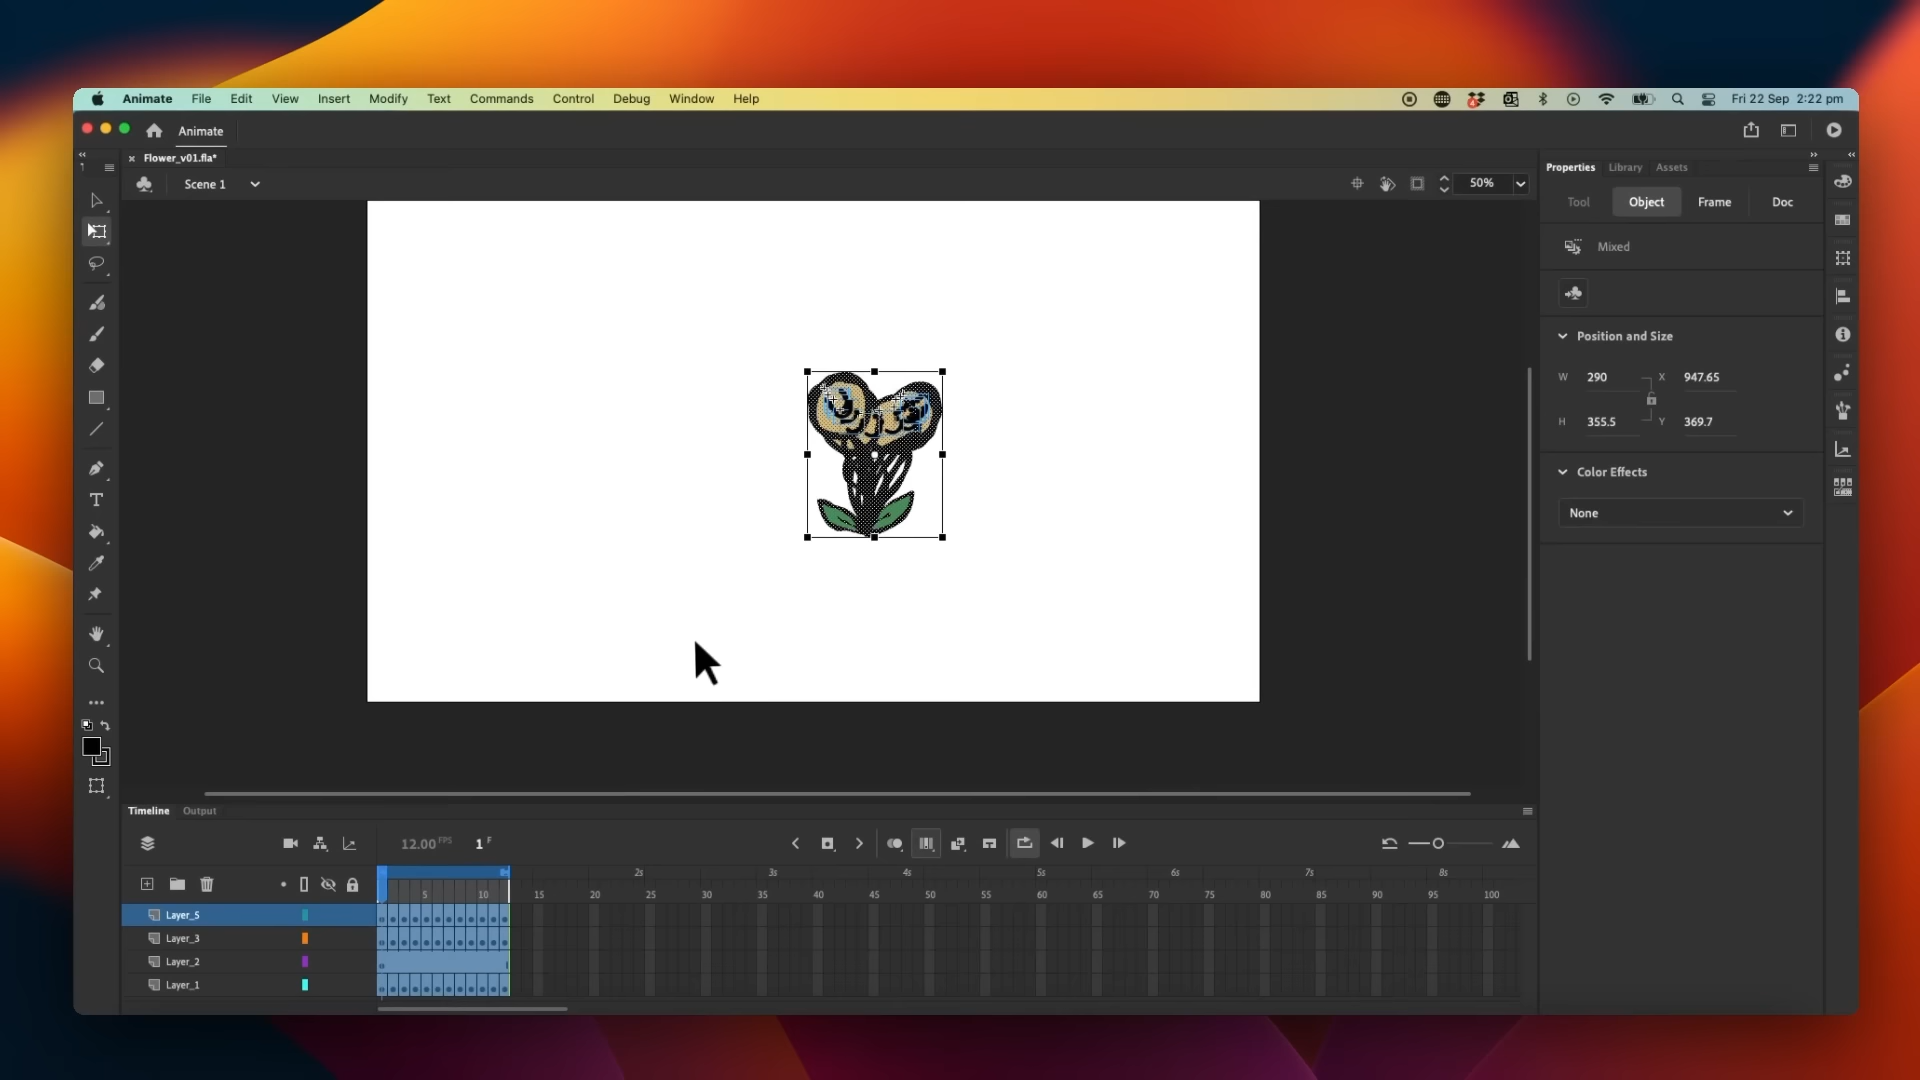 Animate File Edit View Insert Modify Text Commands Control Debug Window Help Fri 22 Sep 2:22 pm
Animate
Flower_v01.fla*
Scene 1 50%
Properties Library Assets
Tool Object Frame Doc
Mixed
Position and Size
W 290 X 947.65
H 355.5 Y 369.7
Color Effects
None
T
Timeline Output
12.00 FPS 1 F
2s 3s 4s 5s 6s 7s 8s
5 10 15 20 25 30 35 40 45 50 55 60 65 70 75 80 85 90 95 100
Layer_5
Layer_3
Layer_2
Layer_1